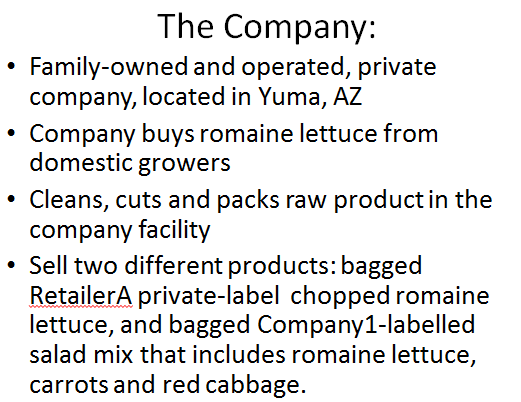 The Company:
• Family-owned and operated, private
company, located in Yuma, AZ
• Company buys romaine lettuce from
domestic growers
• Cleans, cuts and packs raw product in the
company facility
• Sell two different products: bagged
RetailerA private-label  chopped romaine
lettuce, and bagged Company1-labelled
salad mix that includes romaine lettuce,
carrots and red cabbage.